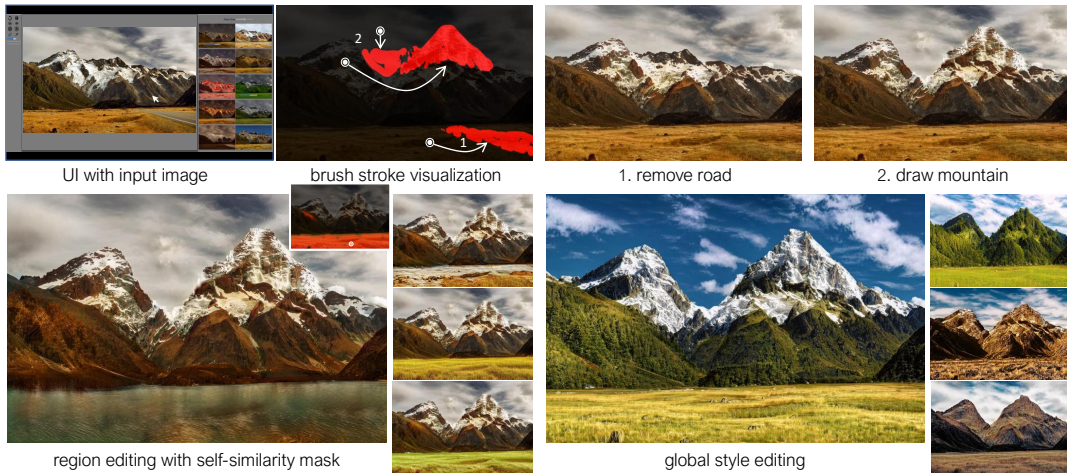 2
1
UI with input image
brush stroke visualization
1. remove road
2. draw mountain
region editing with self-similarity mask
global style editing